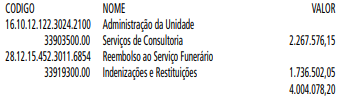 CODIGO NOME VALOR
16.10.12.122.3024.2100 Administração da Unidade
33903500.00 Serviços de Consultoria 2.267.576,15
28.12.15.452.3011.6854 Reembolso ao Serviço Funerário
33919300.00 Indenizações e Restituições 1.736.502,05
4.004.078,20